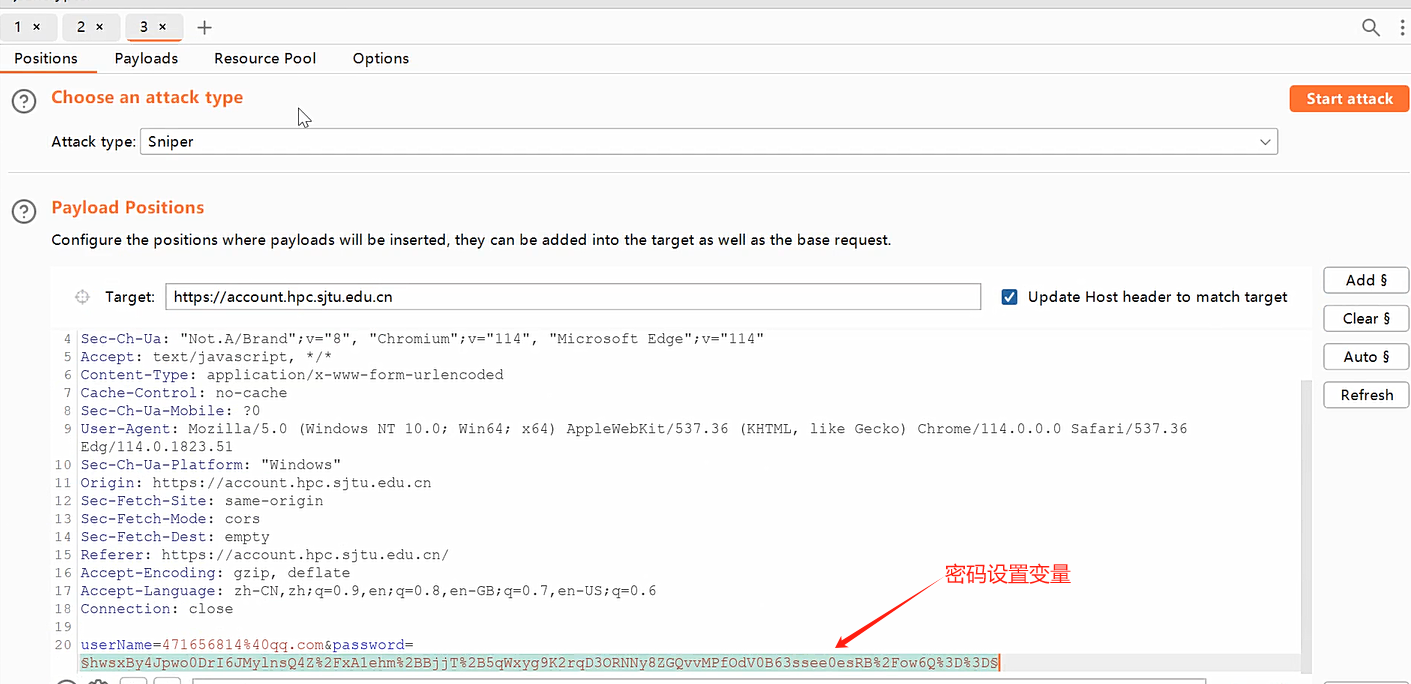 1 × 2 × 3 × +
Positions Payloads Resource Pool Options
Choose an attack type
Start attack
Attack type: Sniper
Payload Positions
Configure the positions where payloads will be inserted, they can be added into the target as well as the base request.
Target: https://account.hpc.sjtu.edu.cn
Update Host header to match target
Add §
Clear §
Auto §
Refresh
4 Sec-Ch-Ua: "Not.A/Brand";v="8", "Chromium";v="114", "Microsoft Edge";v="114"
5 Accept: text/javascript, */*
6 Content-Type: application/x-www-form-urlencoded
7 Cache-Control: no-cache
8 Sec-Ch-Ua-Mobile: ?0
9 User-Agent: Mozilla/5.0 (Windows NT 10.0; Win64; x64) AppleWebKit/537.36 (KHTML, like Gecko) Chrome/114.0.0.0 Safari/537.36
Edg/114.0.1823.51
10 Sec-Ch-Ua-Platform: "Windows"
11 Origin: https://account.hpc.sjtu.edu.cn
12 Sec-Fetch-Site: same-origin
13 Sec-Fetch-Mode: cors
14 Sec-Fetch-Dest: empty
15 Referer: https://account.hpc.sjtu.edu.cn/
16 Accept-Encoding: gzip, deflate
17 Accept-Language: zh-CN,zh;q=0.9,en;q=0.8,en-GB;q=0.7,en-US;q=0.6
18 Connection: close
19
20 userName=471656814%40qq.com&password=
§hwsxBy4Jpwo0DrI6JMylnsQ4Z%2FxA1ehm%2BBjjT%2B5qWxyg9K2rqD3ORNNy8ZGQvvMPfOdV0B63ssee0esRB%2Fow6Q%3D%3D§
密码设置变量